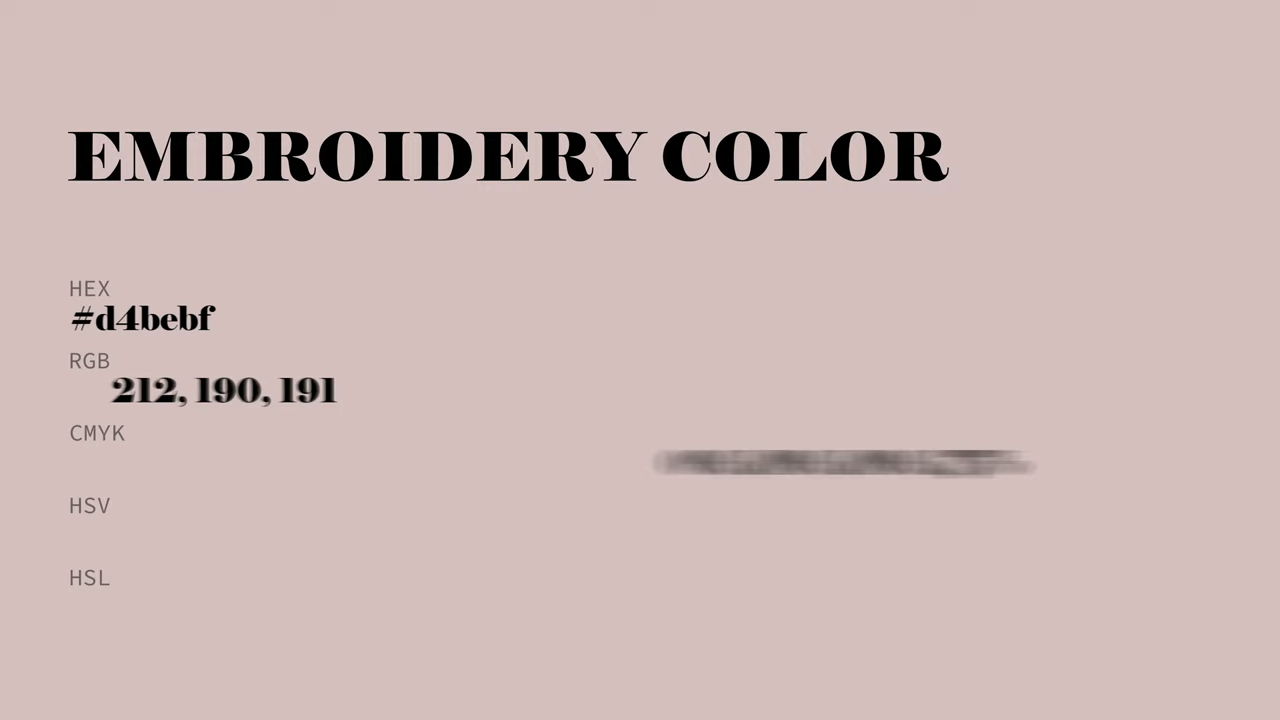 EMBROIDERY COLOR
HEX
#d4bebf
RGB
212, 190, 191
CMYK
HSV
HSL